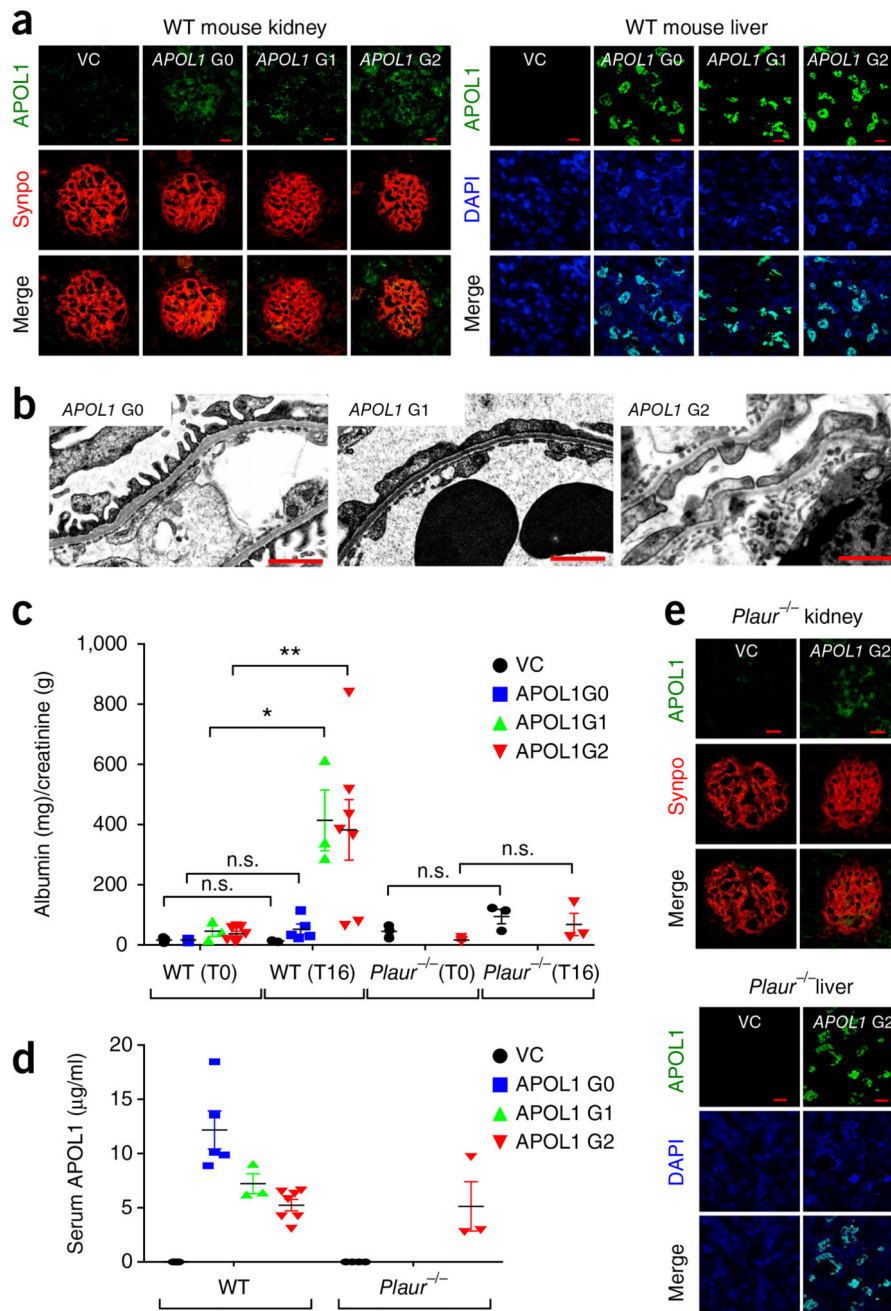 a
WT mouse kidney
WT mouse liver
VC
APOL1 G0
APOL1 G1
APOL1 G2
APOL1
Synpo
Merge
VC
APOL1 G0
APOL1 G1
APOL1 G2
APOL1
DAPI
Merge
b
APOL1 G0
APOL1 G1
APOL1 G2
c
Albumin (mg)/creatinine (g)
1,000
800
600
400
200
0
**
*
n.s.
n.s.
n.s.
n.s.
VC
APOL1G0
APOL1G1
APOL1G2
WT (T0)
WT (T16)
Plaur−/−(T0)
Plaur−/−(T16)
d
Serum APOL1 (μg/ml)
20
15
10
5
0
VC
APOL1 G0
APOL1 G1
APOL1 G2
WT
Plaur−/−
e
Plaur−/− kidney
VC
APOL1 G2
APOL1
Synpo
Merge
Plaur−/−liver
VC
APOL1 G2
APOL1
DAPI
Merge